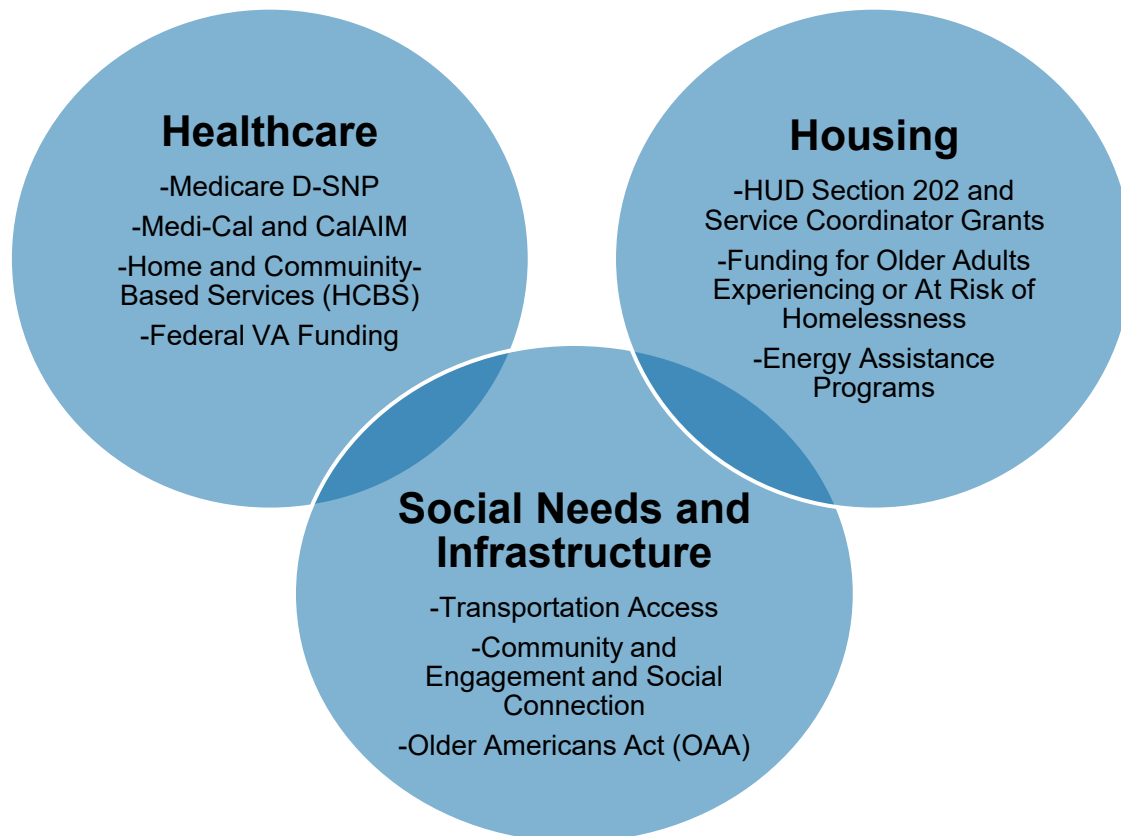 Healthcare
-Medicare D-SNP
-Medi-Cal and CalAIM
-Home and Commuinity-
Based Services (HCBS)
-Federal VA Funding
Housing
-HUD Section 202 and
Service Coordinator Grants
-Funding for Older Adults
Experiencing or At Risk of
Homelessness
-Energy Assistance
Programs
Social Needs and
Infrastructure
-Transportation Access
-Community and
Engagement and Social
Connection
-Older Americans Act (OAA)